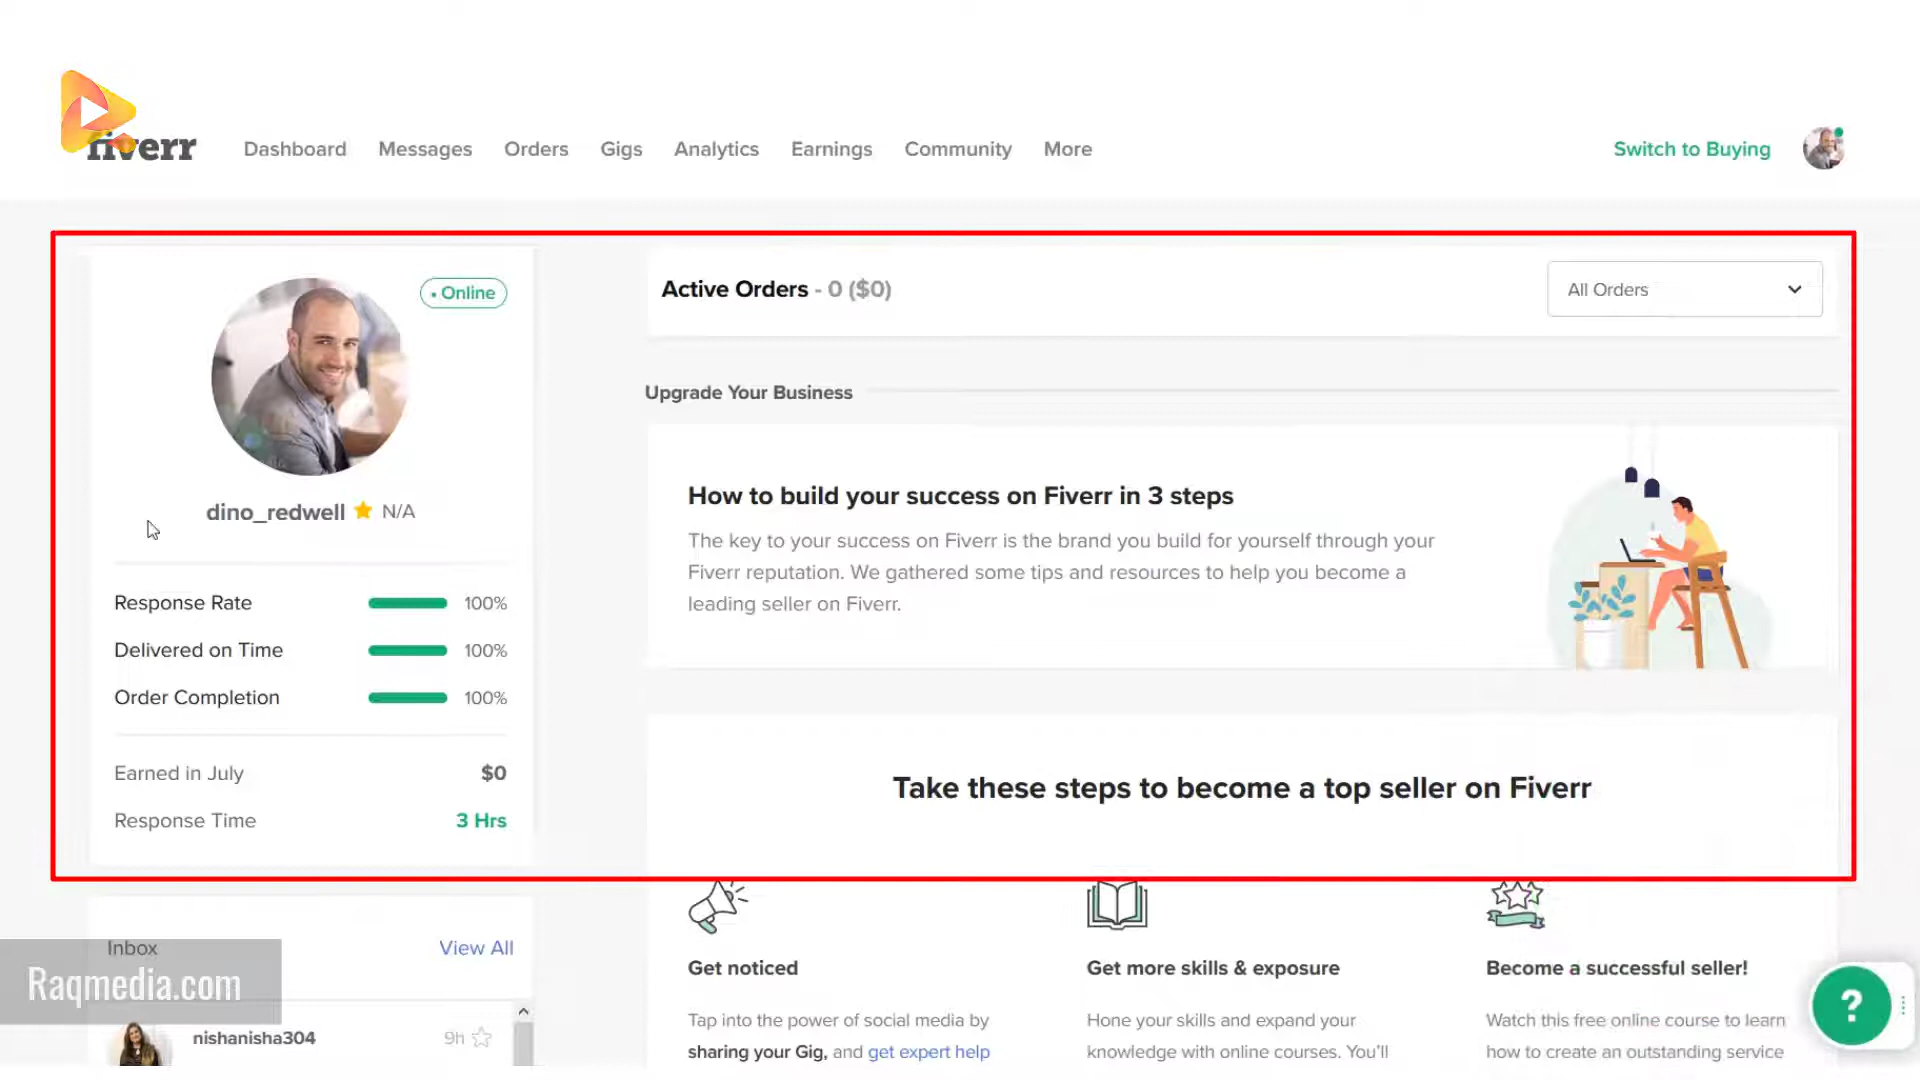 fiverr
Dashboard
Messages
Orders
Gigs
Analytics
Earnings
Community
More
Switch to Buying
• Online
dino_redwell ★ N/A
Response Rate 100%
Delivered on Time 100%
Order Completion 100%
Earned in July $0
Response Time 3 Hrs
Inbox View All
Raqmedia.com
nishanisha304 9h
Active Orders - 0 ($0)
All Orders
Upgrade Your Business
How to build your success on Fiverr in 3 steps
The key to your success on Fiverr is the brand you build for yourself through your
Fiverr reputation. We gathered some tips and resources to help you become a
leading seller on Fiverr.
Take these steps to become a top seller on Fiverr
Get noticed
Tap into the power of social media by
sharing your Gig, and get expert help
Get more skills & exposure
Hone your skills and expand your
knowledge with online courses. You'll
Become a successful seller!
Watch this free online course to learn
how to create an outstanding service
?